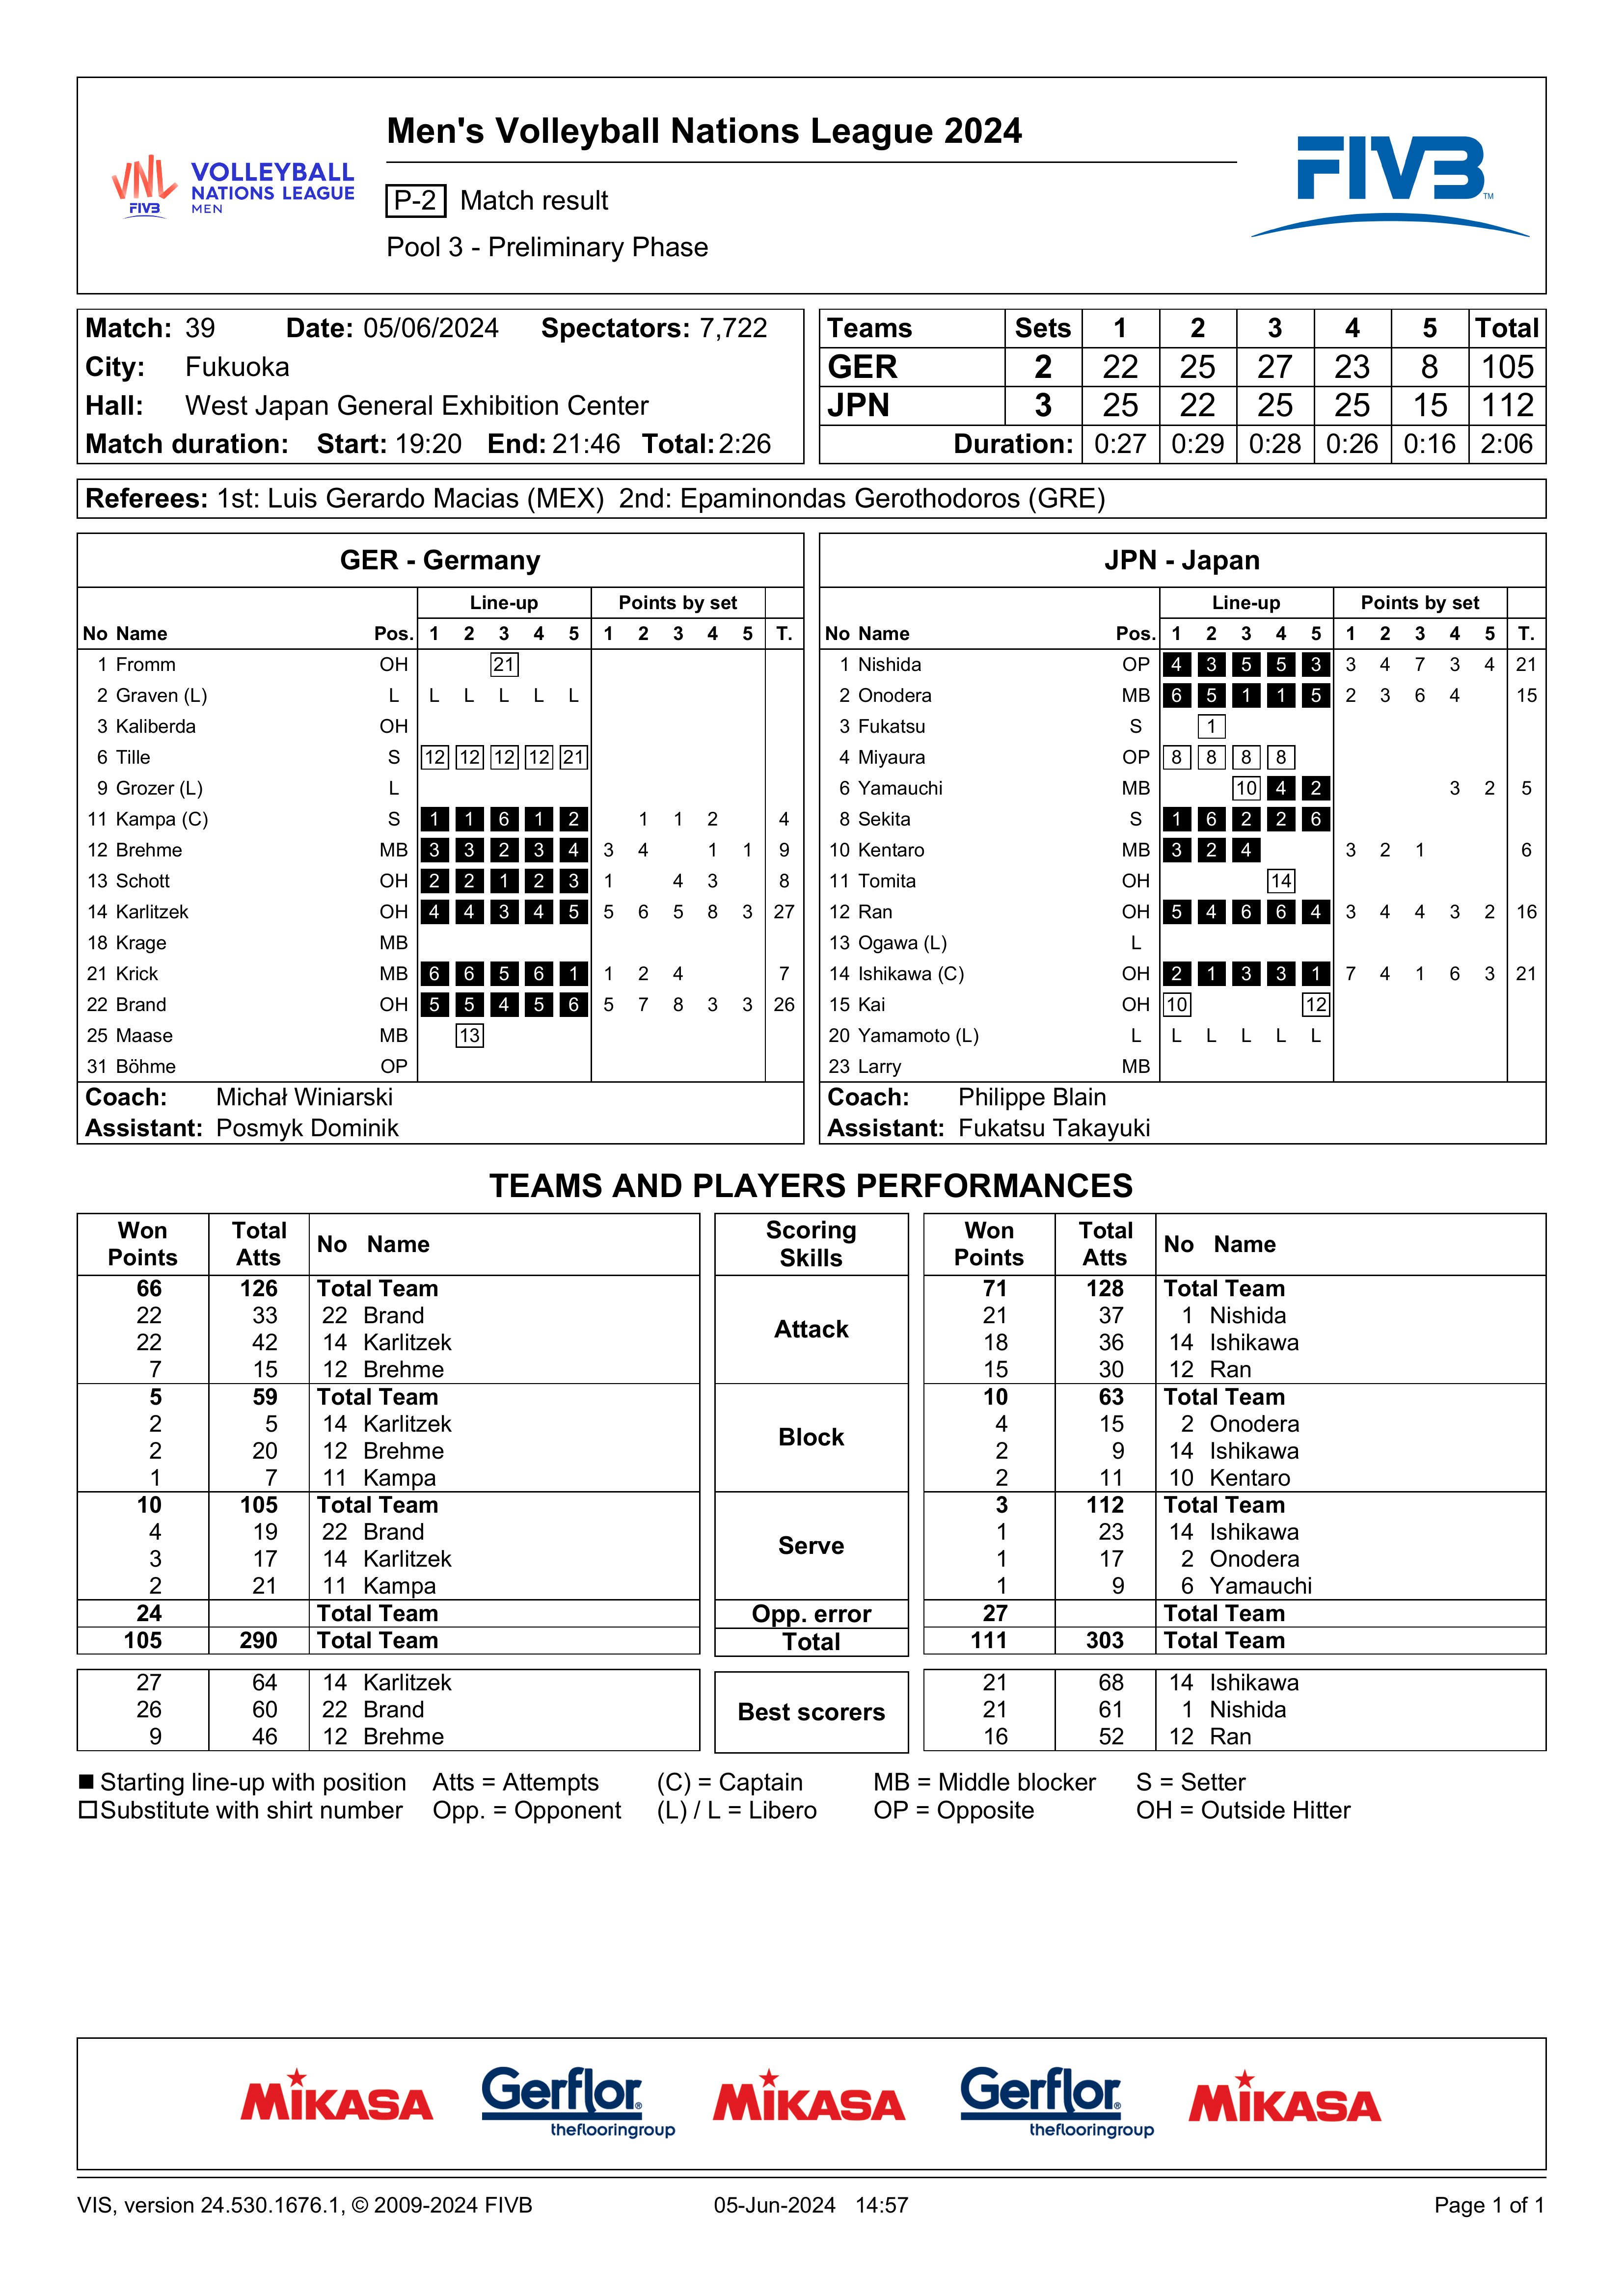 Men's Volleyball Nations League 2024
VNL FIVB VOLLEYBALL NATIONS LEAGUE MEN
P-2 Match result
Pool 3 - Preliminary Phase
FIVB TM
Match: 39 Date: 05/06/2024 Spectators: 7,722
City: Fukuoka
Hall: West Japan General Exhibition Center
Match duration: Start: 19:20 End: 21:46 Total: 2:26
Teams Sets 1 2 3 4 5 Total
GER 2 22 25 27 23 8 105
JPN 3 25 22 25 25 15 112
Duration: 0:27 0:29 0:28 0:26 0:16 2:06
Referees: 1st: Luis Gerardo Macias (MEX) 2nd: Epaminondas Gerothodoros (GRE)
GER - Germany
Line-up Points by set
No Name Pos. 1 2 3 4 5 1 2 3 4 5 T.
1 Fromm OH 21
2 Graven (L) L L L L L L
3 Kaliberda OH
6 Tille S 12 12 12 12 21
9 Grozer (L) L
11 Kampa (C) S 1 1 6 1 2 1 1 2 4
12 Brehme MB 3 3 2 3 4 3 4 1 1 9
13 Schott OH 2 2 1 2 3 1 4 3 8
14 Karlitzek OH 4 4 3 4 5 5 6 5 8 3 27
18 Krage MB
21 Krick MB 6 6 5 6 1 1 2 4 7
22 Brand OH 5 5 4 5 6 5 7 8 3 3 26
25 Maase MB 13
31 Böhme OP
Coach: Michał Winiarski
Assistant: Posmyk Dominik
JPN - Japan
Line-up Points by set
No Name Pos. 1 2 3 4 5 1 2 3 4 5 T.
1 Nishida OP 4 3 5 5 3 3 4 7 3 4 21
2 Onodera MB 6 5 1 1 5 2 3 6 4 15
3 Fukatsu S 1
4 Miyaura OP 8 8 8 8
6 Yamauchi MB 10 4 2 3 2 5
8 Sekita S 1 6 2 2 6
10 Kentaro MB 3 2 4 3 2 1 6
11 Tomita OH 14
12 Ran OH 5 4 6 6 4 3 4 4 3 2 16
13 Ogawa (L) L
14 Ishikawa (C) OH 2 1 3 3 1 7 4 1 6 3 21
15 Kai OH 10 12
20 Yamamoto (L) L L L L L L
23 Larry MB
Coach: Philippe Blain
Assistant: Fukatsu Takayuki
TEAMS AND PLAYERS PERFORMANCES
Won Points Total Atts No Name Scoring Skills Won Points Total Atts No Name
66 126 Total Team Attack 71 128 Total Team
22 33 22 Brand 21 37 1 Nishida
22 42 14 Karlitzek 18 36 14 Ishikawa
7 15 12 Brehme 15 30 12 Ran
5 59 Total Team Block 10 63 Total Team
2 5 14 Karlitzek 4 15 2 Onodera
2 20 12 Brehme 2 9 14 Ishikawa
1 7 11 Kampa 2 11 10 Kentaro
10 105 Total Team Serve 3 112 Total Team
4 19 22 Brand 1 23 14 Ishikawa
3 17 14 Karlitzek 1 17 2 Onodera
2 21 11 Kampa 1 9 6 Yamauchi
24 Total Team Opp. error 27 Total Team
105 290 Total Team Total 111 303 Total Team
27 64 14 Karlitzek Best scorers 21 68 14 Ishikawa
26 60 22 Brand 21 61 1 Nishida
9 46 12 Brehme 16 52 12 Ran
Starting line-up with position Atts = Attempts (C) = Captain MB = Middle blocker S = Setter
Substitute with shirt number Opp. = Opponent (L) / L = Libero OP = Opposite OH = Outside Hitter
MIKASA Gerflor® theflooringgroup MIKASA Gerflor® theflooringgroup MIKASA
VIS, version 24.530.1676.1, © 2009-2024 FIVB 05-Jun-2024 14:57 Page 1 of 1